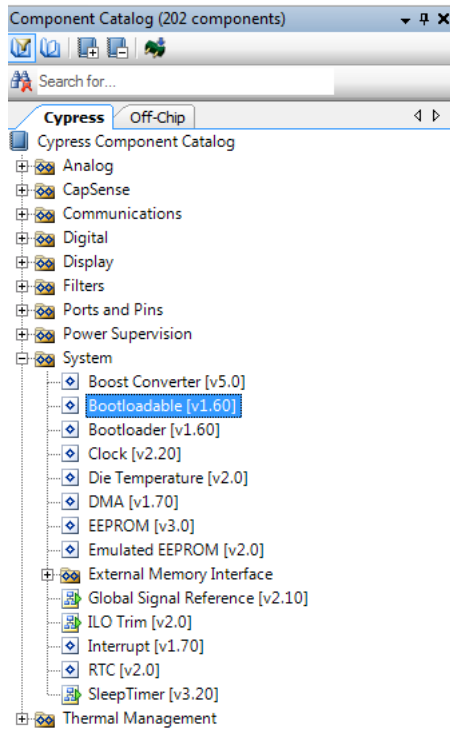 Component Catalog (202 components)
Search for...
Cypress Off-Chip
Cypress Component Catalog
Analog
CapSense
Communications
Digital
Display
Filters
Ports and Pins
Power Supervision
System
Boost Converter [v5.0]
Bootloadable [v1.60]
Bootloader [v1.60]
Clock [v2.20]
Die Temperature [v2.0]
DMA [v1.70]
EEPROM [v3.0]
Emulated EEPROM [v2.0]
External Memory Interface
Global Signal Reference [v2.10]
ILO Trim [v2.0]
Interrupt [v1.70]
RTC [v2.0]
SleepTimer [v3.20]
Thermal Management